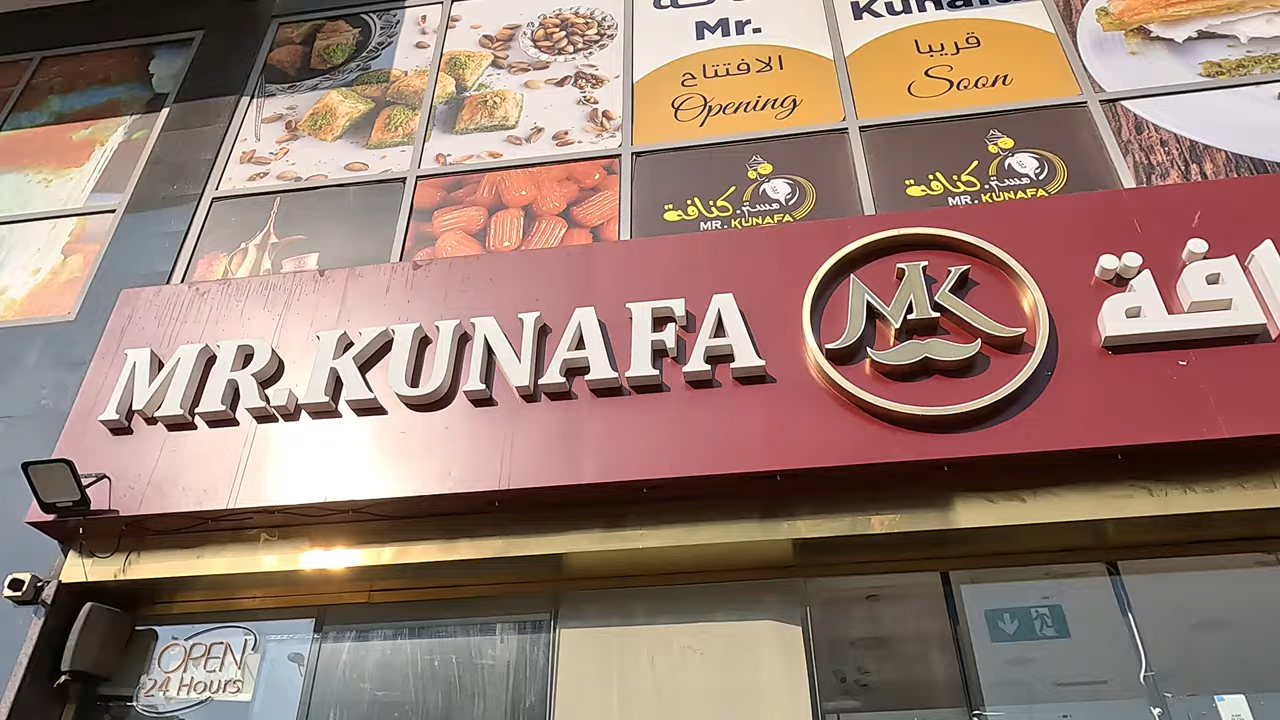 Mr.
Kunafa
الافتتاح
قريبا
Opening
Soon
مستر. كنافة
MR. KUNAFA
مستر. كنافة
MR. KUNAFA
MR.KUNAFA
MK
OPEN
24 Hours